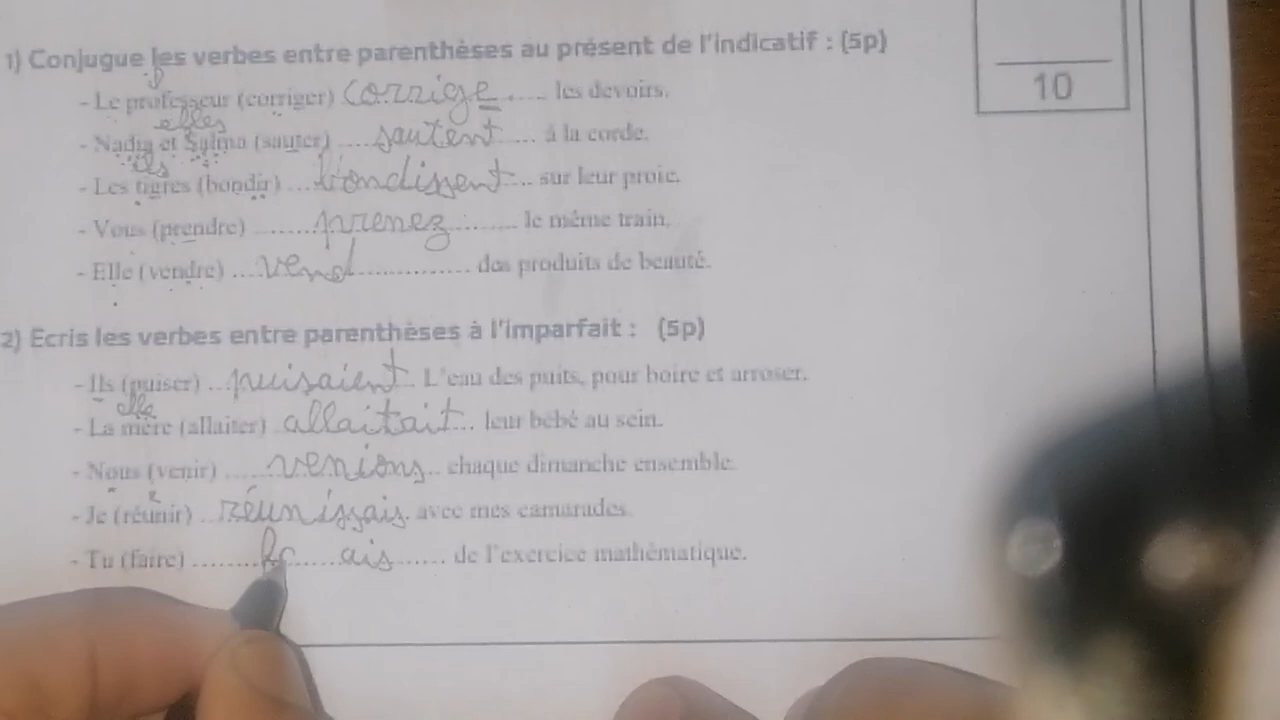 1) Conjugue les verbes entre parenthèses au présent de l'indicatif : (5p)
10
- Le professeur (corriger) corrige ..... les devoirs.
elles
- Nadia et Salma (sauter) .... sautent .... à la corde.
ils
- Les tigres (bondir) ... bondissent ... sur leur proie.
- Vous (prendre) ....... prenez ......... le même train.
- Elle (vendre) .... vend .............. des produits de beauté.
2) Ecris les verbes entre parenthèses à l'imparfait : (5p)
- Ils (puiser) .. puisaient . L'eau des puits, pour boire et arroser.
elle
- La mère (allaiter) . allaitait ... leur bébé au sein.
- Nous (venir) ...... venions .. chaque dimanche ensemble.
- Je (réunir) .. réunissais . avec mes camarades.
- Tu (faire) ......... ...... ais ...... de l'exercice mathématique.